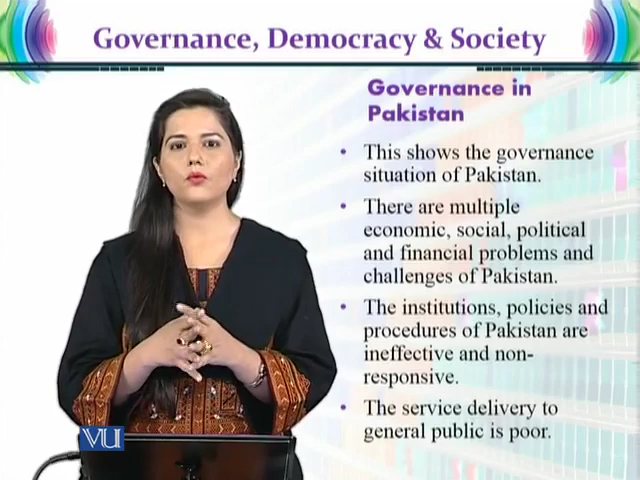 Governance, Democracy & Society
Governance in
Pakistan
• This shows the governance
situation of Pakistan.
• There are multiple
economic, social, political
and financial problems and
challenges of Pakistan.
• The institutions, policies and
procedures of Pakistan are
ineffective and non-
responsive.
• The service delivery to
general public is poor.
VU